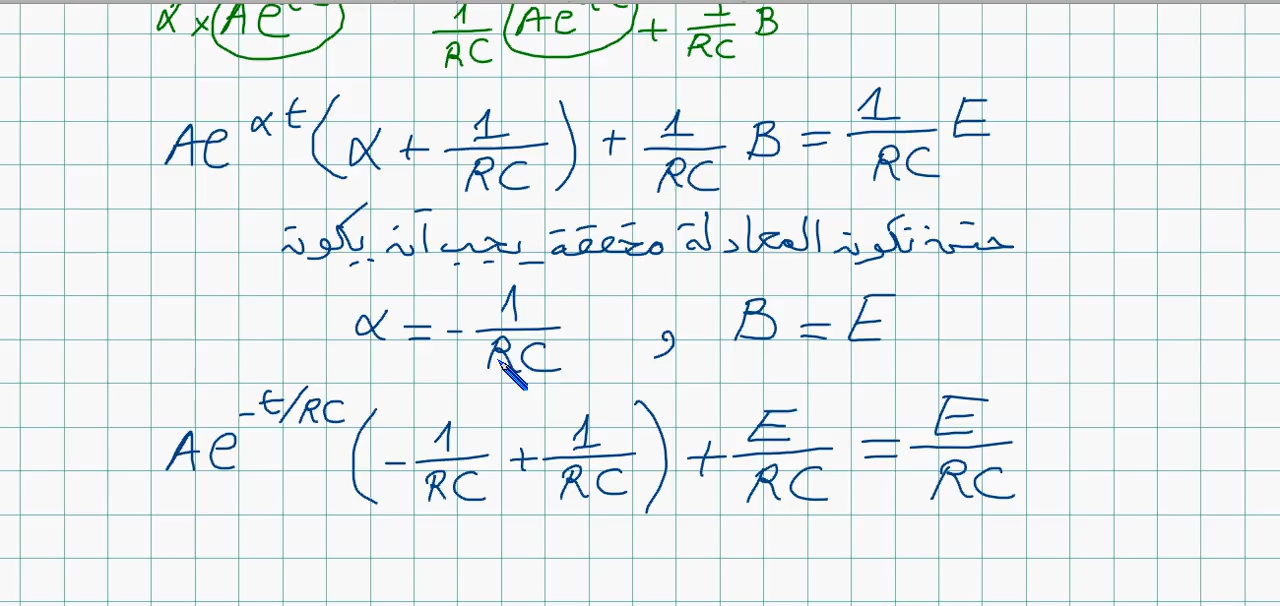 α × (Ae 1/RC (Ae ) + 1/RC B
Ae^αt (α + 1/RC) + 1/RC B = 1/RC E
حتى تكون المعادلة محققة يجب أن يكون
α = - 1/RC , B = E
Ae^-t/RC (- 1/RC + 1/RC) + E/RC = E/RC